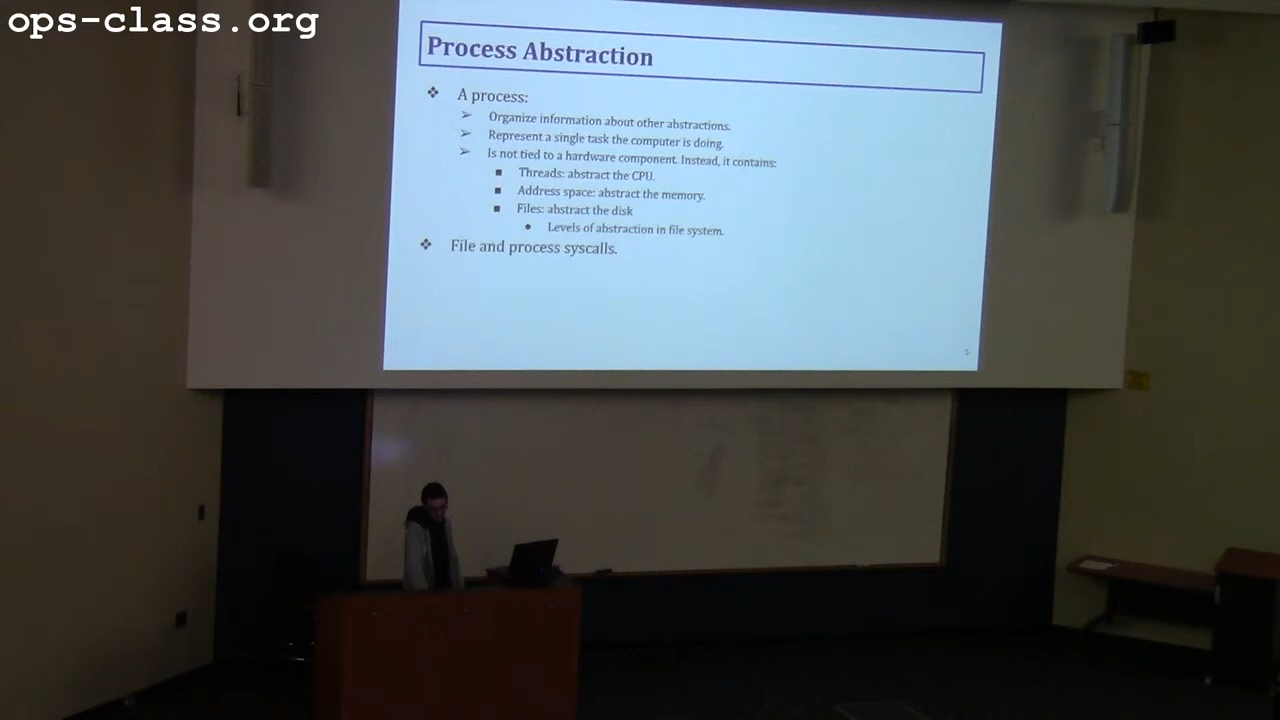 ops-class.org
Process Abstraction
❖ A process:
➢ Organize information about other abstractions.
➢ Represent a single task the computer is doing.
➢ Is not tied to a hardware component. Instead, it contains:
▪ Threads: abstract the CPU.
▪ Address space: abstract the memory.
▪ Files: abstract the disk
• Levels of abstraction in file system.
❖ File and process syscalls.
5